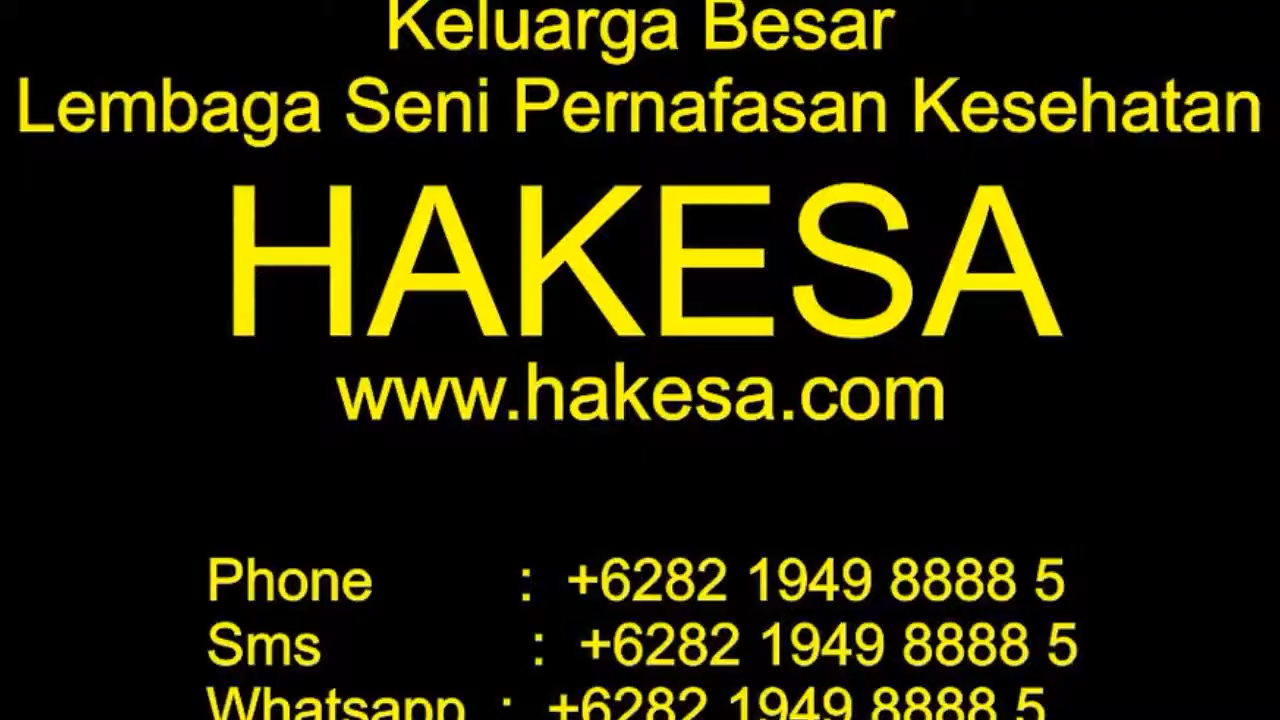 Keluarga Besar
Lembaga Seni Pernafasan Kesehatan
HAKESA
www.hakesa.com
Phone : +6282 1949 8888 5
Sms : +6282 1949 8888 5
Whatsapp : +6282 1949 8888 5